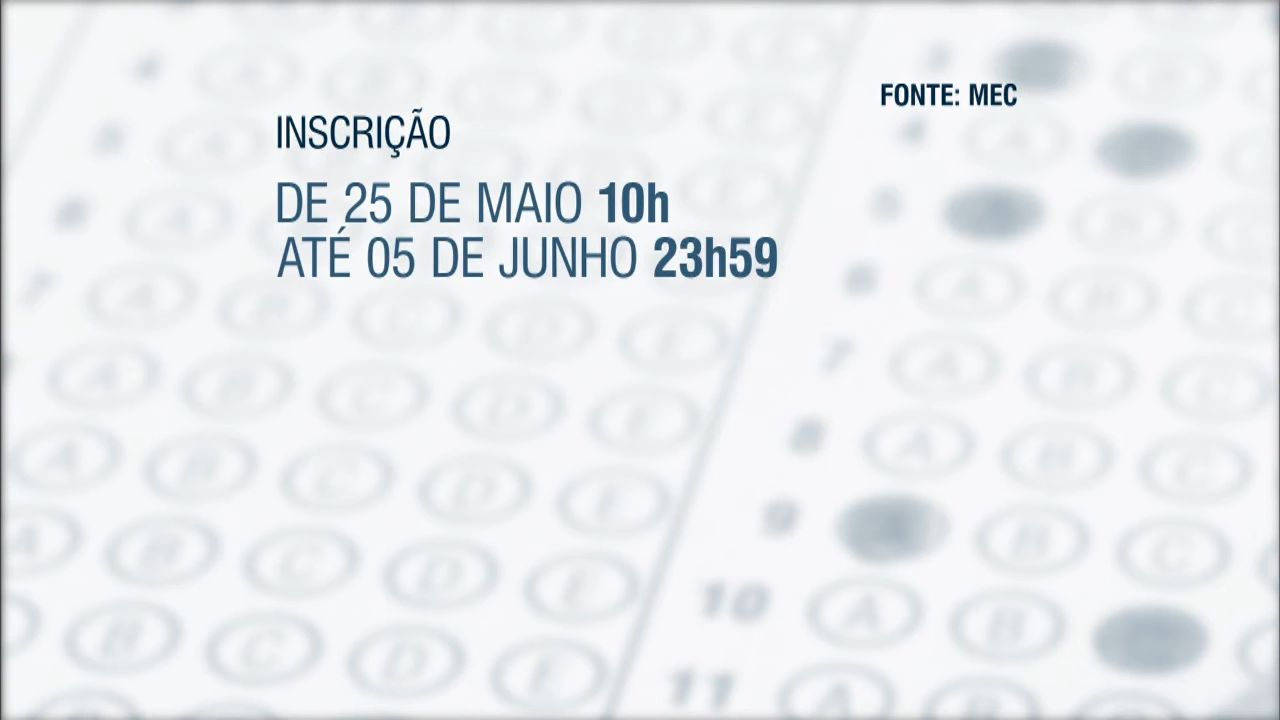 FONTE: MEC
INSCRIÇÃO
DE 25 DE MAIO 10h
ATÉ 05 DE JUNHO 23h59